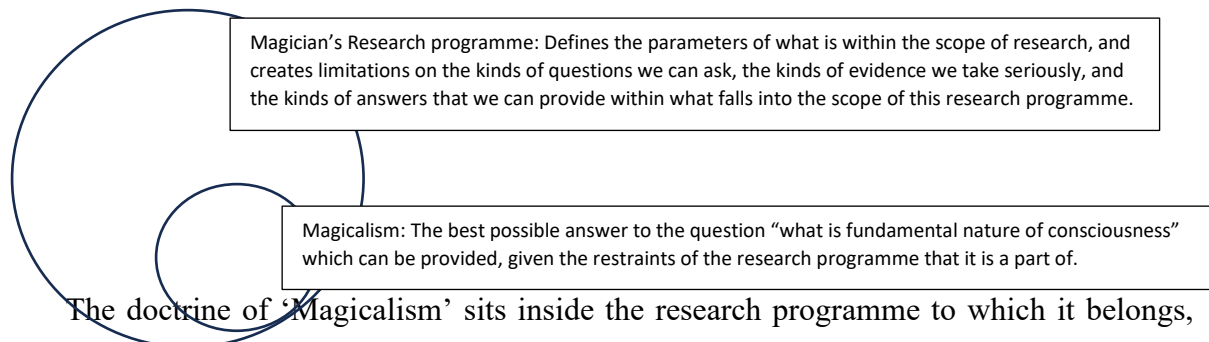 Magician’s Research programme: Defines the parameters of what is within the scope of research, and
creates limitations on the kinds of questions we can ask, the kinds of evidence we take seriously, and
the kinds of answers that we can provide within what falls into the scope of this research programme.
Magicalism: The best possible answer to the question “what is fundamental nature of consciousness”
which can be provided, given the restraints of the research programme that it is a part of.
The doctrine of ‘Magicalism’ sits inside the research programme to which it belongs,